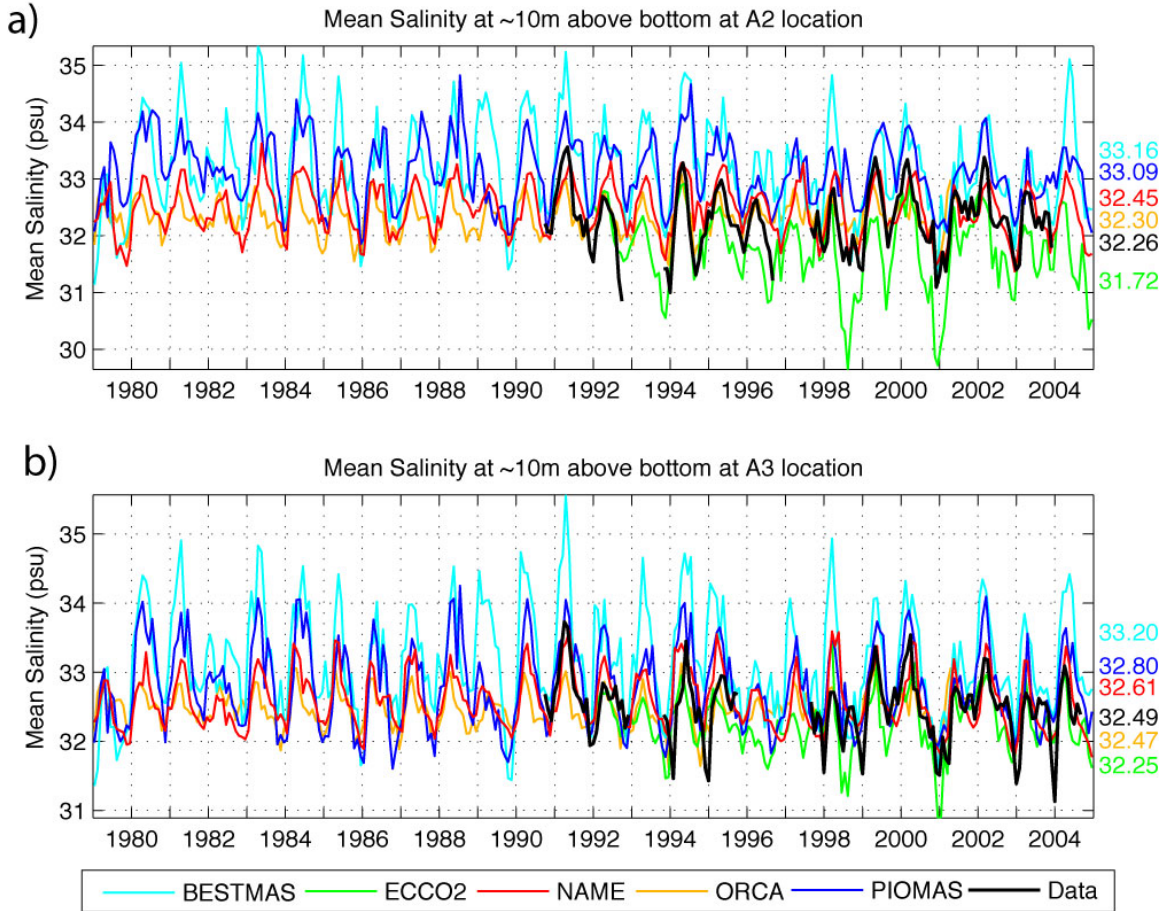 a)
Mean Salinity at ~10m above bottom at A2 location
Mean Salinity (psu)
35
34
33
32
31
30
33.16
33.09
32.45
32.30
32.26
31.72
1980 1982 1984 1986 1988 1990 1992 1994 1996 1998 2000 2002 2004
b)
Mean Salinity at ~10m above bottom at A3 location
Mean Salinity (psu)
35
34
33
32
31
33.20
32.80
32.61
32.49
32.47
32.25
1980 1982 1984 1986 1988 1990 1992 1994 1996 1998 2000 2002 2004
BESTMAS ECCO2 NAME ORCA PIOMAS Data